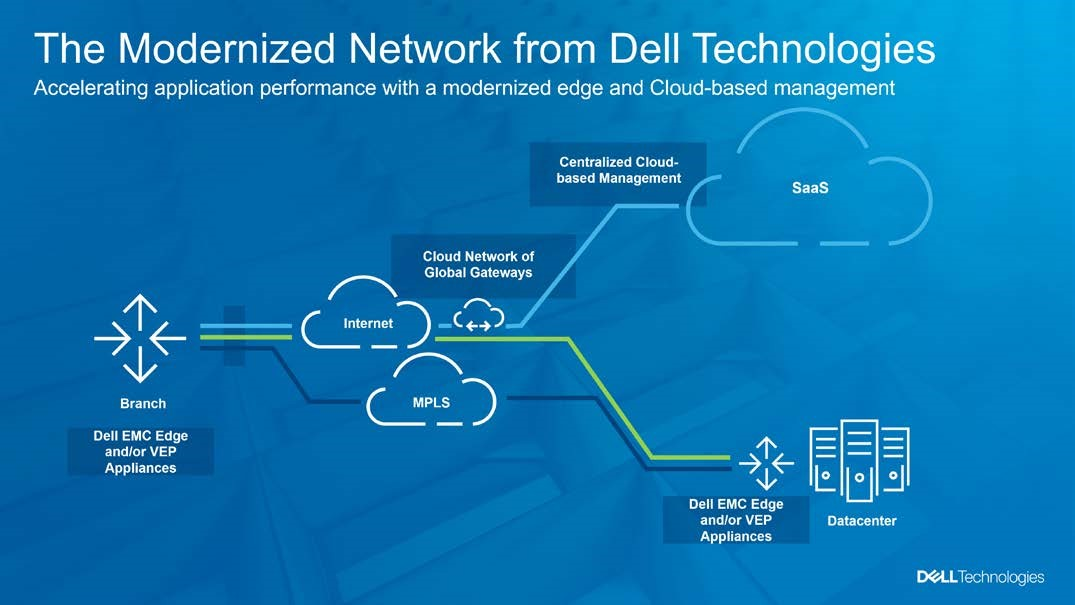 The Modernized Network from Dell Technologies
Accelerating application performance with a modernized edge and Cloud-based management
Centralized Cloud-
based Management
SaaS
Cloud Network of
Global Gateways
Internet
MPLS
Branch
Dell EMC Edge
and/or VEP
Appliances
Dell EMC Edge
and/or VEP
Appliances
Datacenter
DELLTechnologies